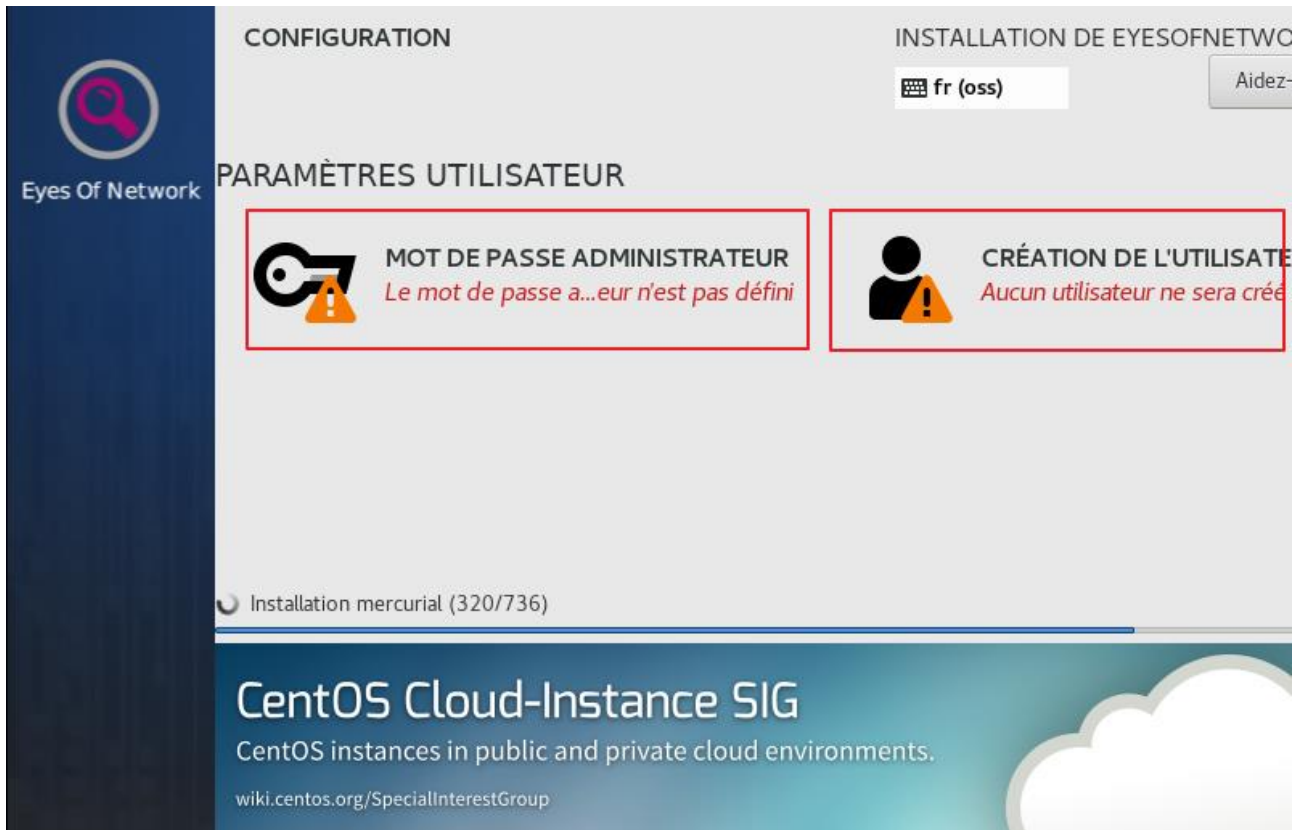 CONFIGURATION
INSTALLATION DE EYESOFNETWO
fr (oss)
Aidez-
Eyes Of Network
PARAMÈTRES UTILISATEUR
MOT DE PASSE ADMINISTRATEUR
Le mot de passe a...eur n'est pas défini
CRÉATION DE L'UTILISATE
Aucun utilisateur ne sera créé
Installation mercurial (320/736)
CentOS Cloud-Instance SIG
CentOS instances in public and private cloud environments.
wiki.centos.org/SpecialInterestGroup